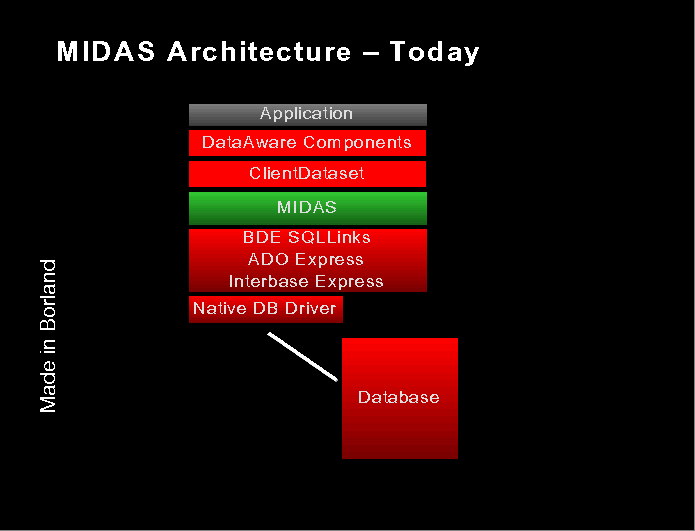 MIDAS Architecture – Today
Application
DataAware Components
ClientDataset
MIDAS
BDE SQLLinks
ADO Express
Interbase Express
Native DB Driver
Database
Made in Borland